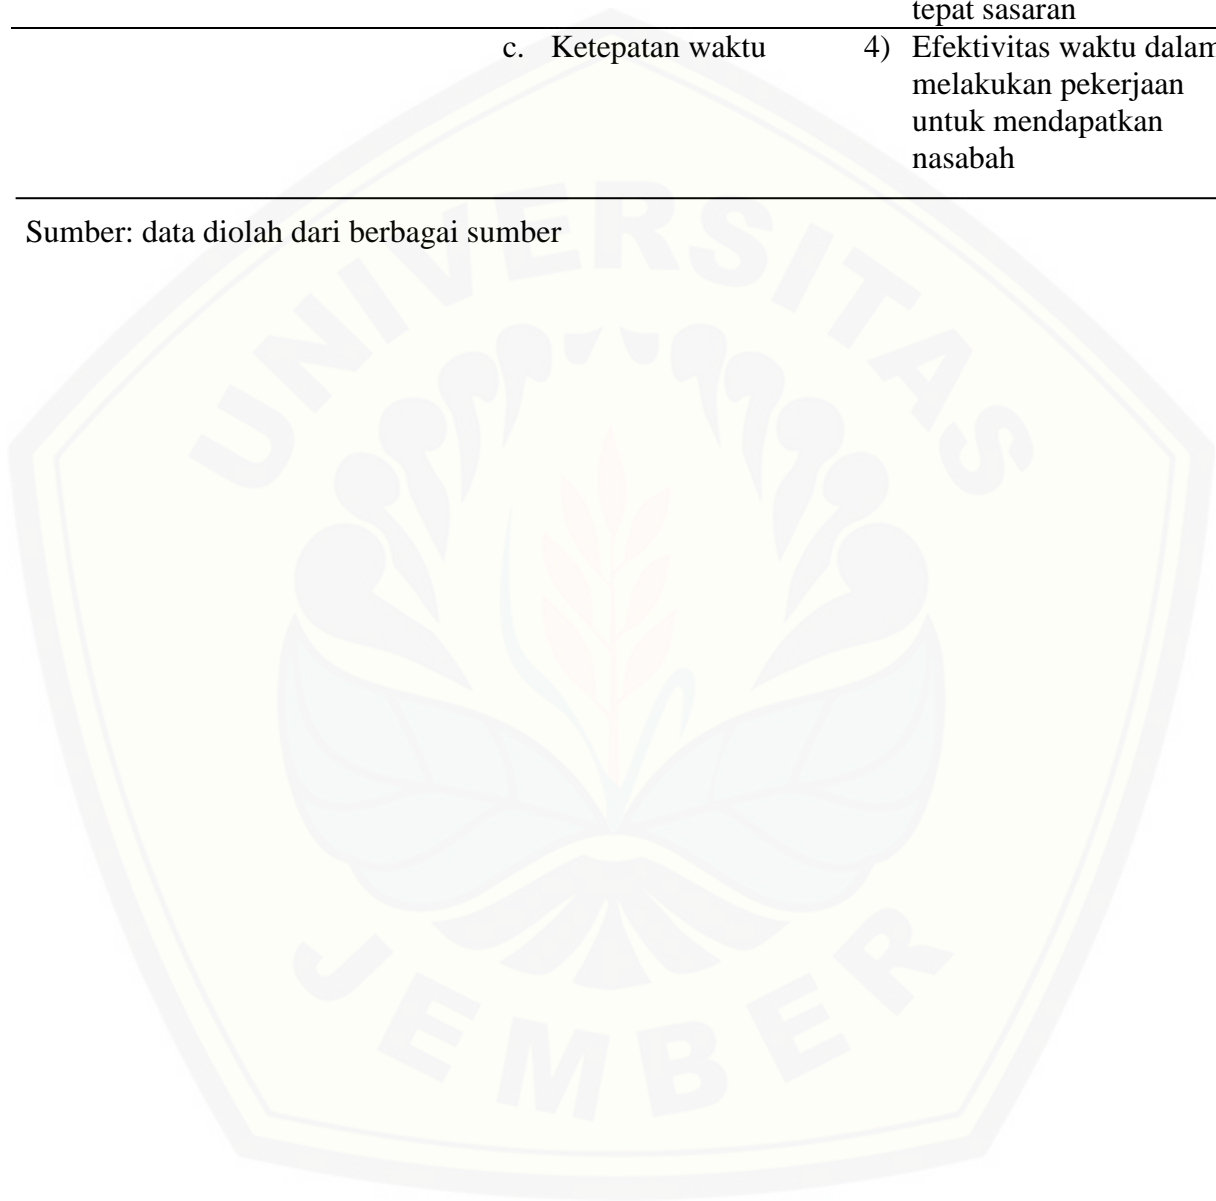 tepat sasaran
c. Ketepatan waktu 4) Efektivitas waktu dalam
melakukan pekerjaan
untuk mendapatkan
nasabah
Sumber: data diolah dari berbagai sumber
UNIVERSITAS
JEMBER